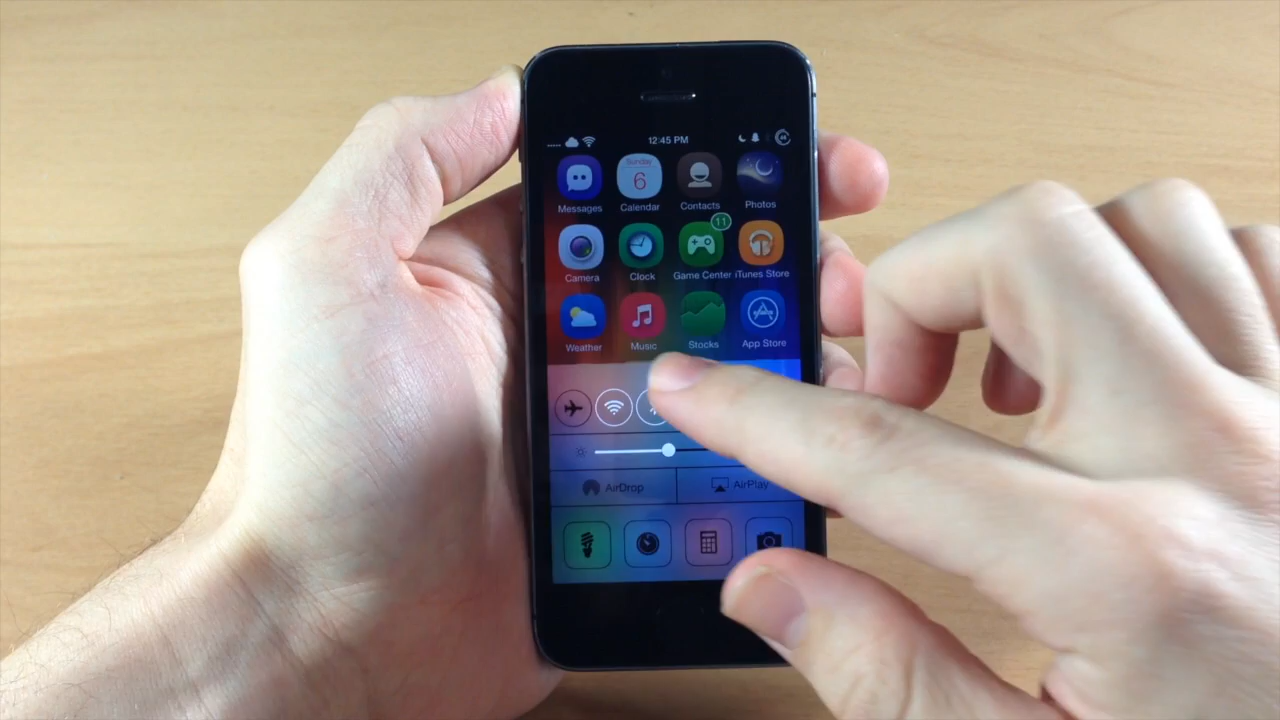 12:45 PM
Sunday
6
Messages Calendar Contacts Photos
11
Camera Clock Game Center iTunes Store
Weather Music Stocks App Store
AirDrop AirPlay